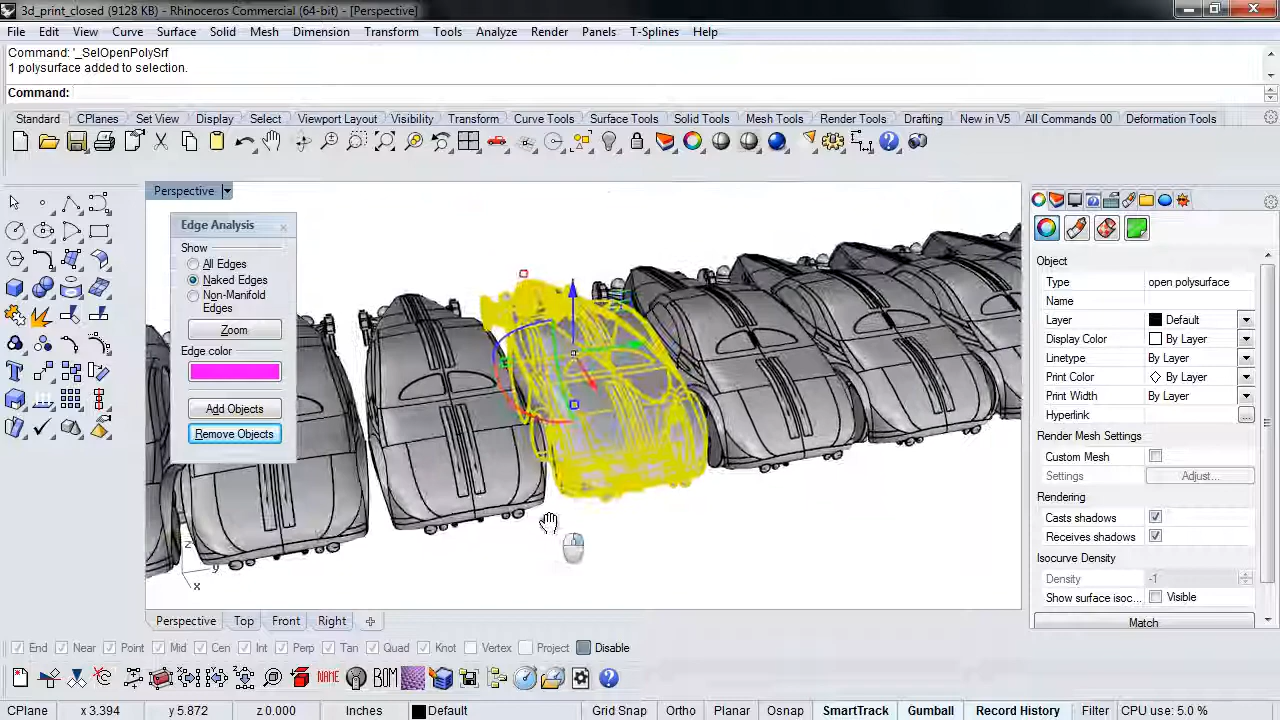 3d_print_closed (9128 KB) - Rhinoceros Commercial (64-bit) - [Perspective]
File Edit View Curve Surface Solid Mesh Dimension Transform Tools Analyze Render Panels T-Splines Help
Command: '_SelOpenPolySrf
1 polysurface added to selection.
Command:
Standard CPlanes Set View Display Select Viewport Layout Visibility Transform Curve Tools Surface Tools Solid Tools Mesh Tools Render Tools Drafting New in V5 All Commands 00 Deformation Tools
Perspective
Edge Analysis
Show
All Edges
Naked Edges
Non-Manifold
Edges
Zoom
Edge color
Add Objects
Remove Objects
Object
Type open polysurface
Name
Layer Default
Display Color By Layer
Linetype By Layer
Print Color By Layer
Print Width By Layer
Hyperlink ...
Render Mesh Settings
Custom Mesh
Settings Adjust...
Rendering
Casts shadows
Receives shadows
Isocurve Density
Density -1
Show surface isoc... Visible
Match
z
y
x
Perspective Top Front Right
End Near Point Mid Cen Int Perp Tan Quad Knot Vertex Project Disable
NAME BOM
CPlane x 3.394 y 5.872 z 0.000 Inches Default Grid Snap Ortho Planar Osnap SmartTrack Gumball Record History Filter CPU use: 5.0 %